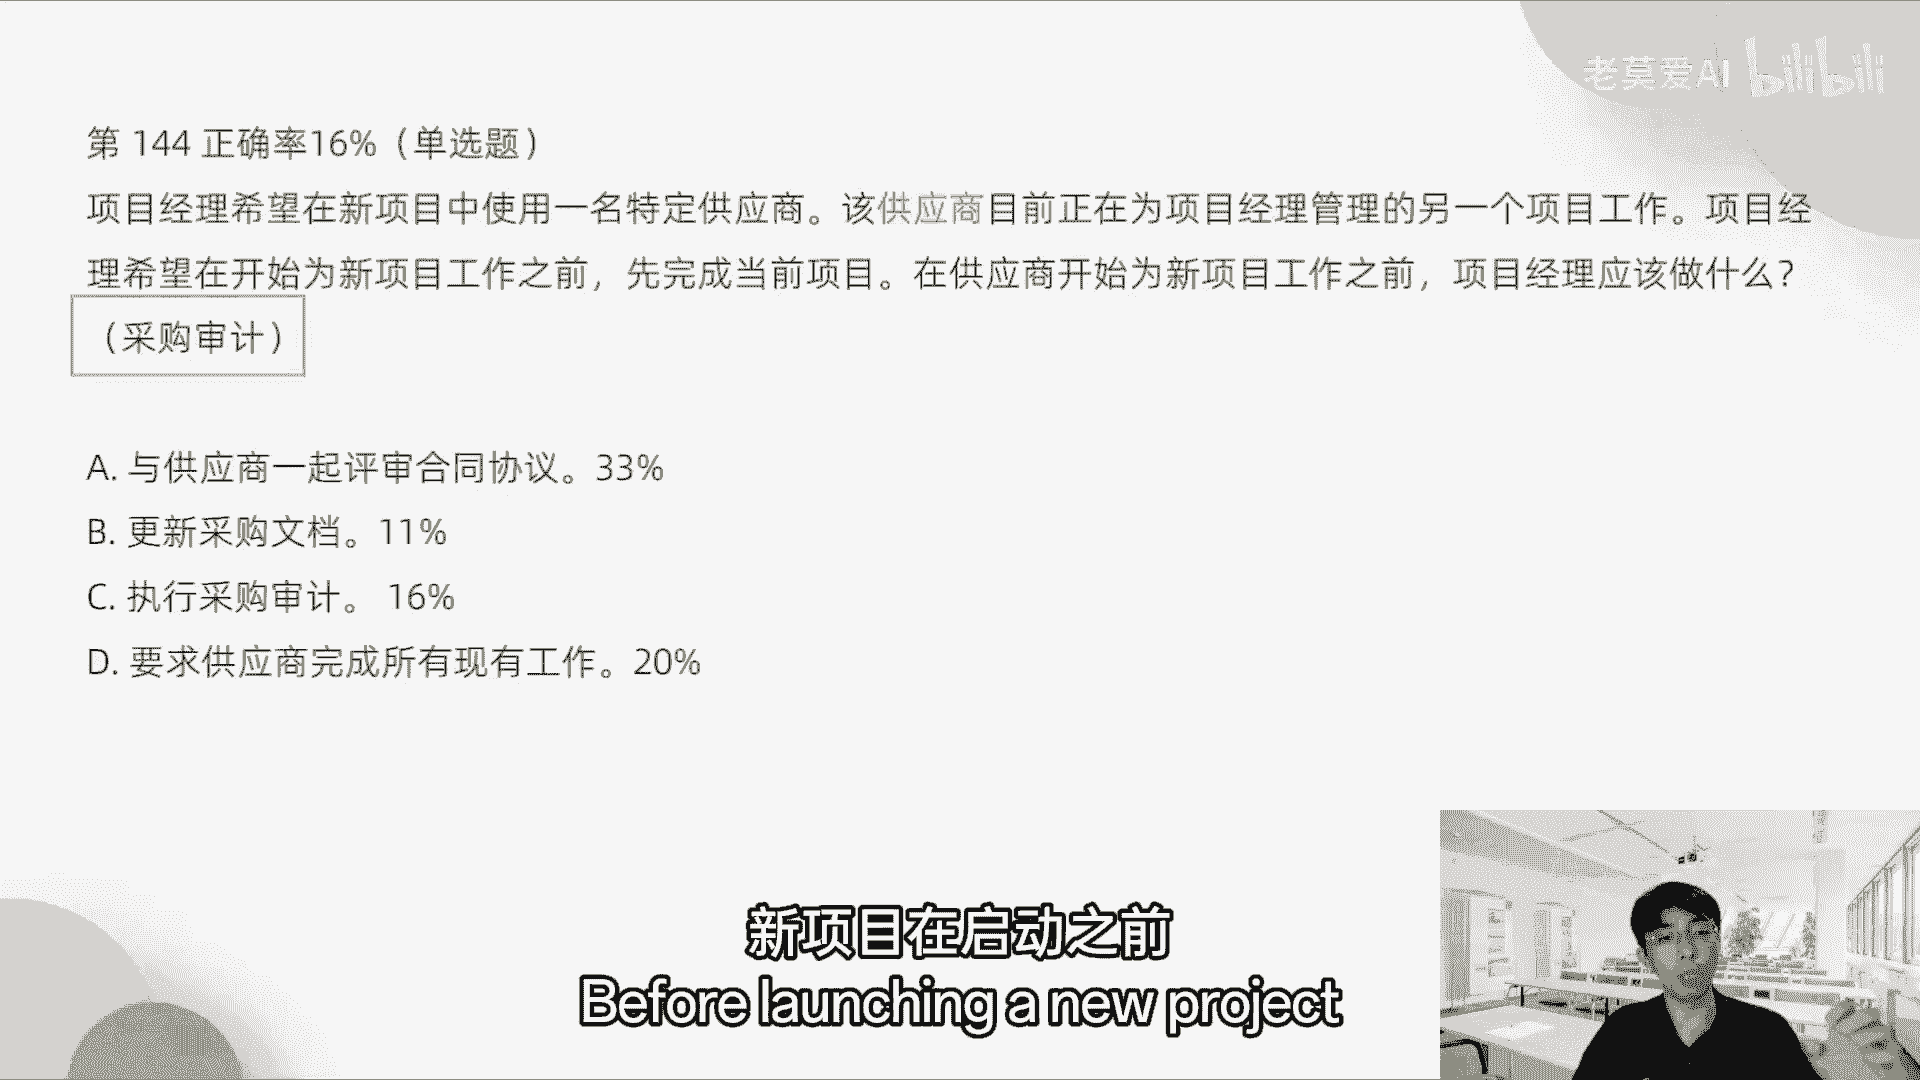 老莫爱AI bilibili
第 144 正确率16%（单选题）
项目经理希望在新项目中使用一名特定供应商。该供应商目前正在为项目经理管理的另一个项目工作。项目经
理希望在开始为新项目工作之前，先完成当前项目。在供应商开始为新项目工作之前，项目经理应该做什么？
（采购审计）
A. 与供应商一起评审合同协议。33%
B. 更新采购文档。11%
C. 执行采购审计。 16%
D. 要求供应商完成所有现有工作。20%
新项目在启动之前
Before launching a new project